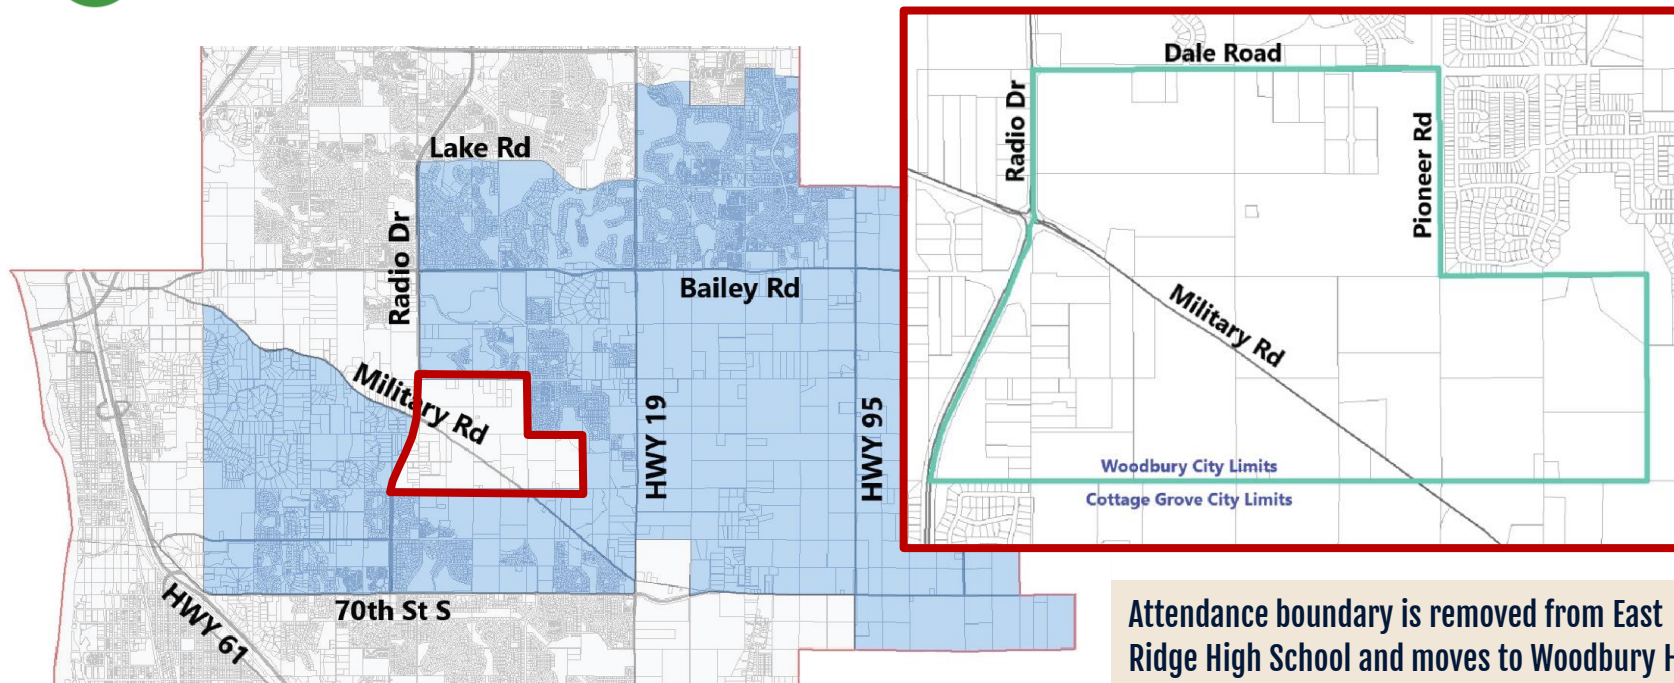 Lake Rd
Radio Dr
Bailey Rd
Military Rd
HWY 19
HWY 95
70th St S
HWY 61
Dale Road
Radio Dr
Pioneer Rd
Military Rd
Woodbury City Limits
Cottage Grove City Limits
Attendance boundary is removed from East
Ridge High School and moves to Woodbury H